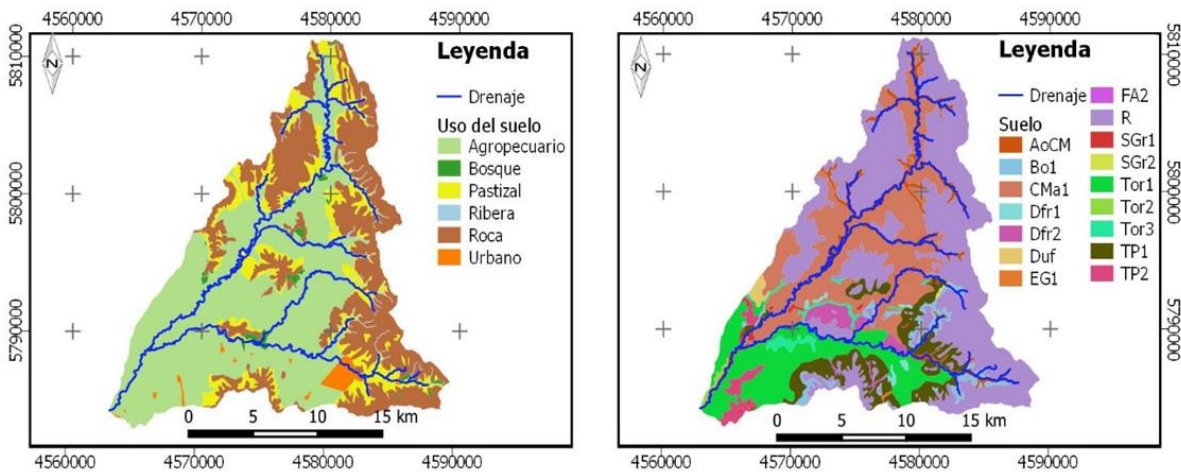 4560000 4570000 4580000 4590000
5810000
5800000
5790000
N
Leyenda
Drenaje
Uso del suelo
Agropecuario
Bosque
Pastizal
Ribera
Roca
Urbano
0 5 10 15 km
4560000 4570000 4580000 4590000
4560000 4570000 4580000 4590000
N
Leyenda
Drenaje
Suelo
AoCM
Bo1
CMa1
Dfr1
Dfr2
Duf
EG1
FA2
R
SGr1
SGr2
Tor1
Tor2
Tor3
TP1
TP2
5810000
5800000
5790000
0 5 10 15 km
4560000 4570000 4580000 4590000